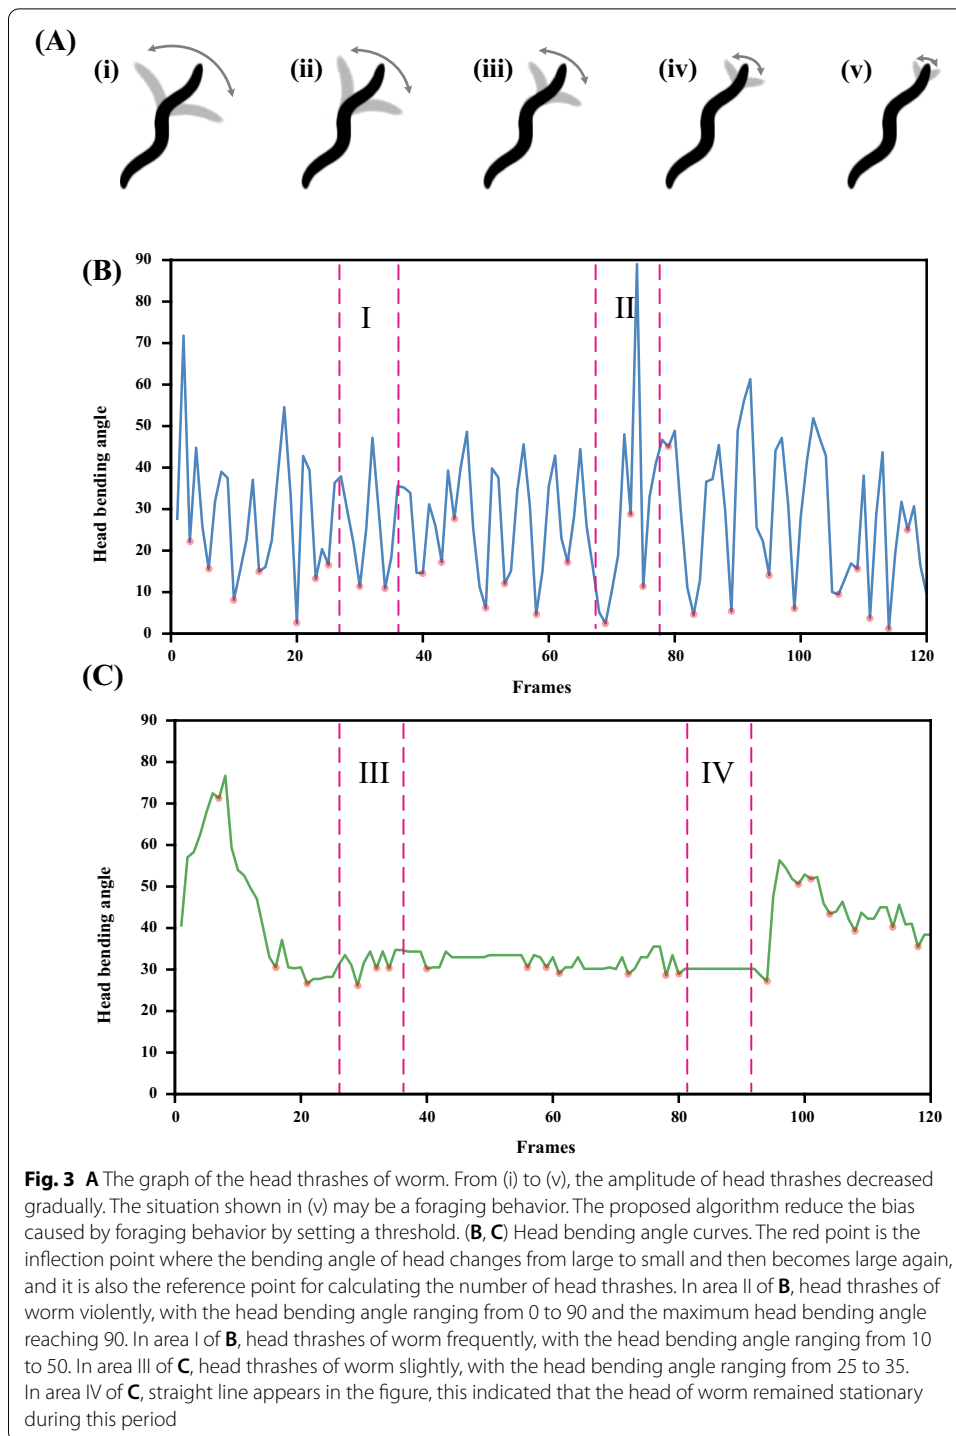 (A)
(i)
(ii)
(iii)
(iv)
(v)
(B)
90
80
70
60
50
40
30
20
10
0
Head bending angle
I
II
0 20 40 60 80 100 120
Frames
(C)
90
80
70
60
50
40
30
20
10
0
Head bending angle
III
IV
0 20 40 60 80 100 120
Frames
Fig. 3 A The graph of the head thrashes of worm. From (i) to (v), the amplitude of head thrashes decreased
gradually. The situation shown in (v) may be a foraging behavior. The proposed algorithm reduce the bias
caused by foraging behavior by setting a threshold. (B, C) Head bending angle curves. The red point is the
inflection point where the bending angle of head changes from large to small and then becomes large again,
and it is also the reference point for calculating the number of head thrashes. In area II of B, head thrashes of
worm violently, with the head bending angle ranging from 0 to 90 and the maximum head bending angle
reaching 90. In area I of B, head thrashes of worm frequently, with the head bending angle ranging from 10
to 50. In area III of C, head thrashes of worm slightly, with the head bending angle ranging from 25 to 35.
In area IV of C, straight line appears in the figure, this indicated that the head of worm remained stationary
during this period